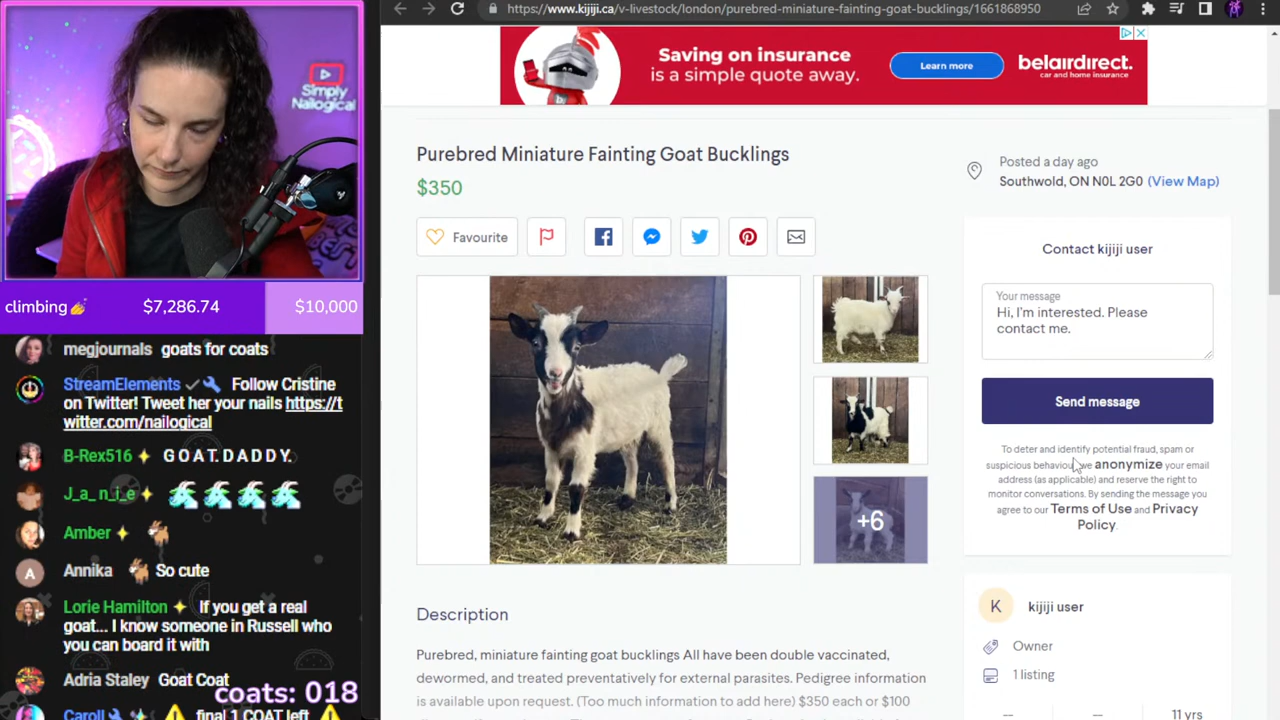 https://www.kijiji.ca/v-livestock/london/purebred-miniature-fainting-goat-bucklings/1661868950
Simply
Nailogical
climbing 💅 $7,286.74 $10,000
megjournals goats for coats
StreamElements Follow Cristine
on Twitter! Tweet her your nails https://t
witter.com/nailogical
B-Rex516 G O A T. D A D D Y.
J_a_n_i_e
Amber 🐐
A
Annika 🐐 So cute
Lorie Hamilton If you get a real
goat... I know someone in Russell who
you can board it with
Adria Staley Goat Coat
coats: 018
Caroll ⚠️ final 1 COAT left ⚠️
Saving on insurance
is a simple quote away.
Learn more
belairdirect.
car and home insurance
Purebred Miniature Fainting Goat Bucklings
$350
Favourite
+6
Description
Purebred, miniature fainting goat bucklings All have been double vaccinated,
dewormed, and treated preventatively for external parasites. Pedigree information
is available upon request. (Too much information to add here) $350 each or $100
Posted a day ago
Southwold, ON N0L 2G0 (View Map)
Contact kijiji user
Your message
Hi, I'm interested. Please
contact me.
Send message
To deter and identify potential fraud, spam or
suspicious behaviour, we anonymize your email
address (as applicable) and reserve the right to
monitor conversations. By sending the message you
agree to our Terms of Use and Privacy
Policy.
K kijiji user
Owner
1 listing
-- -- 11 yrs